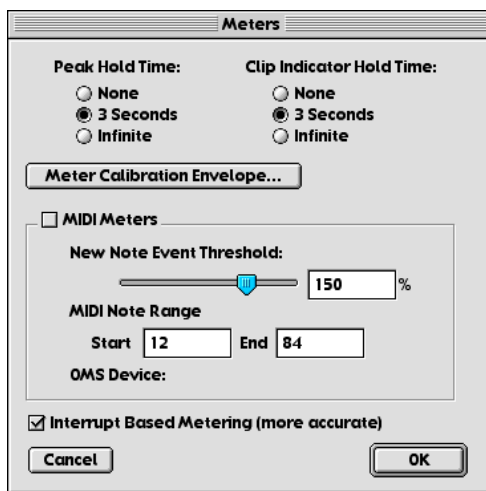 Meters
Peak Hold Time: Clip Indicator Hold Time:
None None
3 Seconds 3 Seconds
Infinite Infinite
Meter Calibration Envelope...
MIDI Meters
New Note Event Threshold:
150 %
MIDI Note Range
Start 12 End 84
OMS Device:
Interrupt Based Metering (more accurate)
Cancel OK